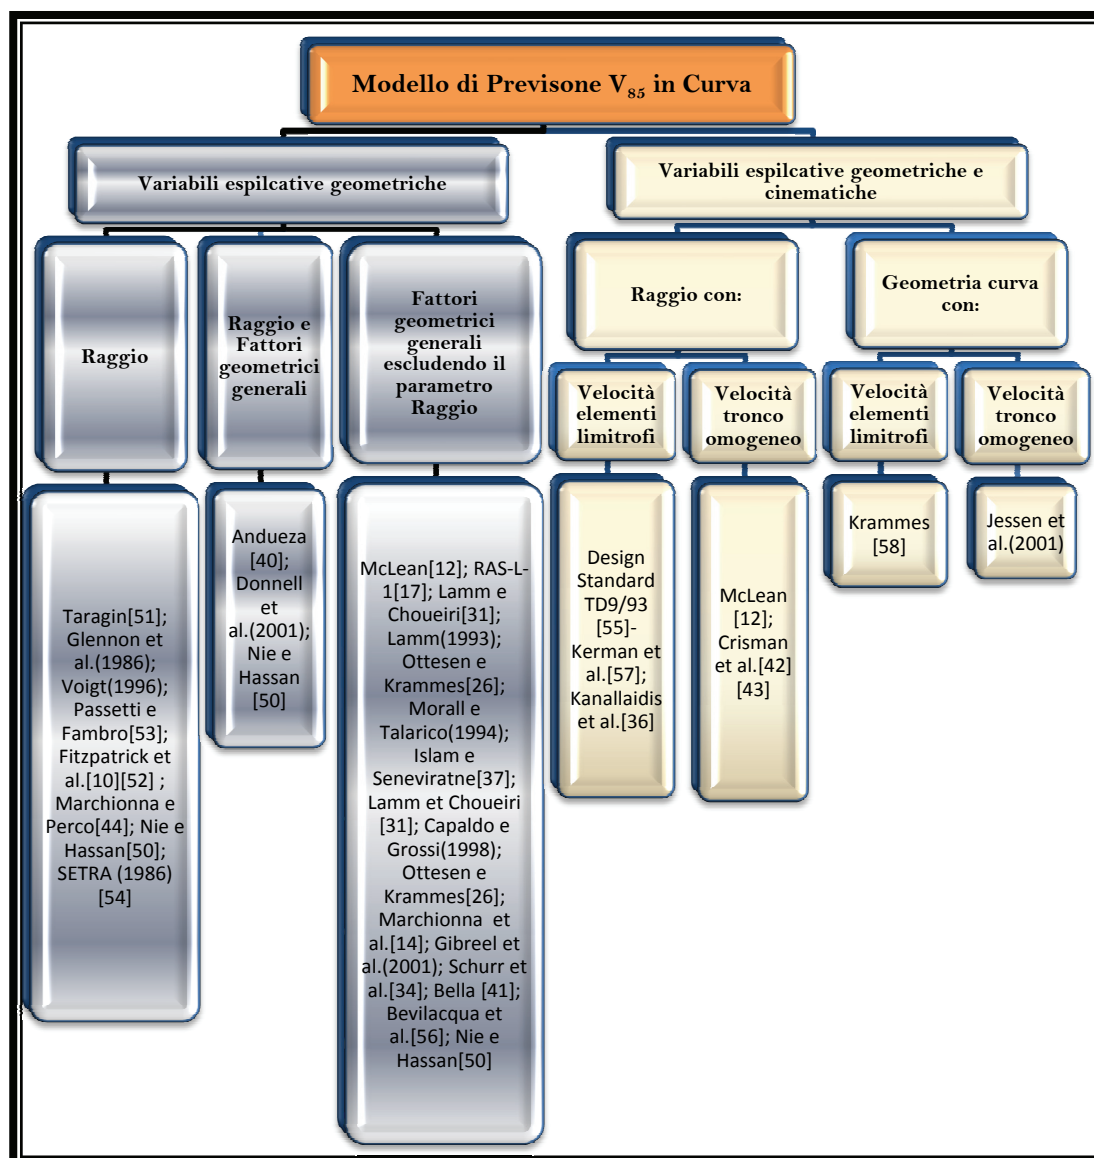 Modello di Previsone V85 in Curva
Variabili espilcative geometriche
Variabili espilcative geometriche e
cinematiche
Raggio
Raggio e
Fattori
geometrici
generali
Fattori
geometrici
generali
escludendo il
parametro
Raggio
Raggio con:
Geometria curva
con:
Velocità
elementi
limitrofi
Velocità
tronco
omogeneo
Velocità
elementi
limitrofi
Velocità
tronco
omogeneo
Taragin[51];
Glennon et
al.(1986);
Voigt(1996);
Passetti e
Fambro[53];
Fitzpatrick et
al.[10][52] ;
Marchionna e
Perco[44]; Nie e
Hassan[50];
SETRA (1986)
[54]
Andueza
[40];
Donnell
et
al.(2001);
Nie e
Hassan
[50]
McLean[12]; RAS-L-
1[17]; Lamm e
Choueiri[31];
Lamm(1993);
Ottesen e
Krammes[26];
Morall e
Talarico(1994);
Islam e
Seneviratne[37];
Lamm et Choueiri
[31]; Capaldo e
Grossi(1998);
Ottesen e
Krammes[26];
Marchionna et
al.[14]; Gibreel et
al.(2001); Schurr et
al.[34]; Bella [41];
Bevilacqua et
al.[56]; Nie e
Hassan[50]
Design
Standard
TD9/93
[55]-
Kerman et
al.[57];
Kanallaidis
et al.[36]
McLean
[12];
Crisman
et al.[42]
[43]
Krammes
[58]
Jessen et
al.(2001)